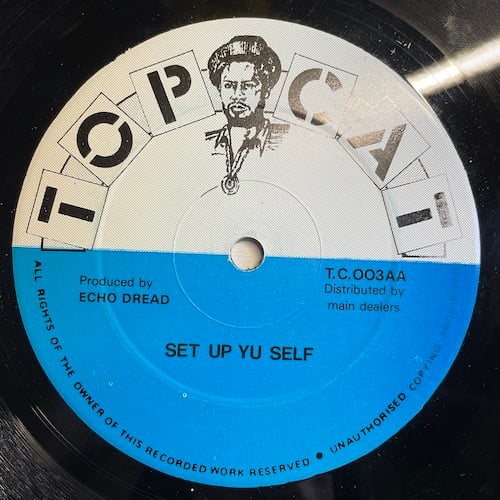 TOP CAT
Produced by
ECHO DREAD
T.C.003AA
Distributed by
main dealers
SET UP YU SELF
ALL RIGHTS OF THE OWNER OF THIS RECORDED WORK RESERVED ● UNAUTHORISED COPYING